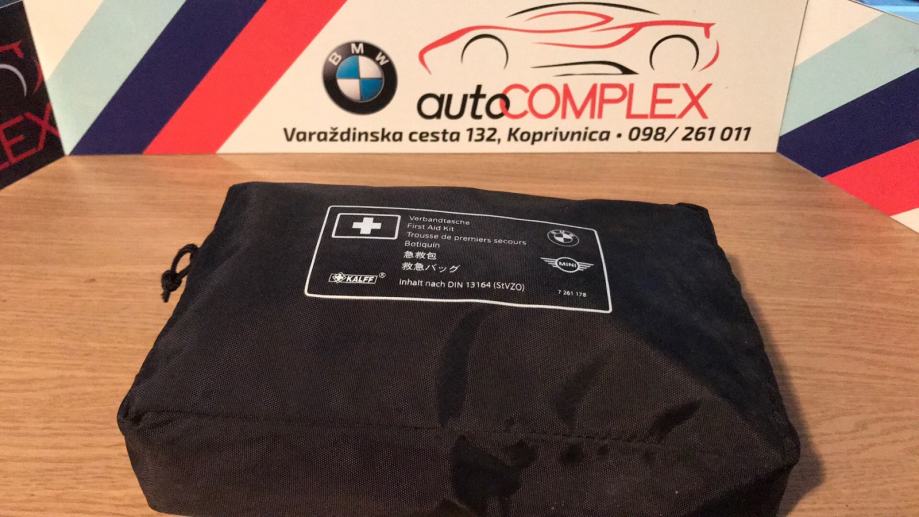 BMW
autoCOMPLEX
Varaždinska cesta 132, Koprivnica • 098/ 261 011
LEX
Verbandtasche
First Aid Kit
Trousse de premiers secours
Botiquín
急救包
救急バッグ
MINI
KALFF®
Inhalt nach DIN 13164 (StVZO)
7 261 178